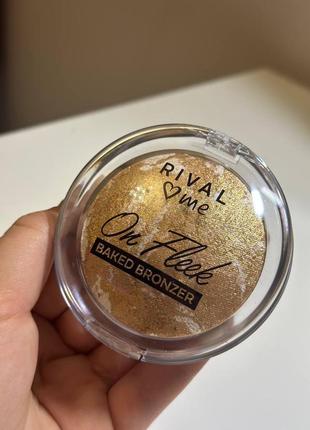 RIVAL
♡me
On Fleek
BAKED BRONZER